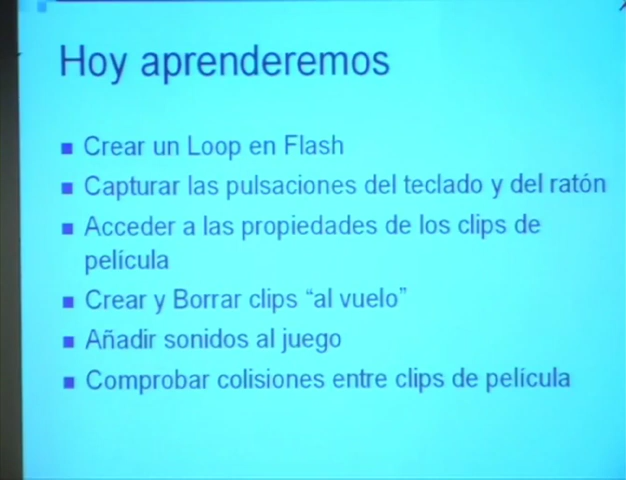 Hoy aprenderemos
Crear un Loop en Flash
Capturar las pulsaciones del teclado y del ratón
Acceder a las propiedades de los clips de
película
Crear y Borrar clips “al vuelo”
Añadir sonidos al juego
Comprobar colisiones entre clips de película